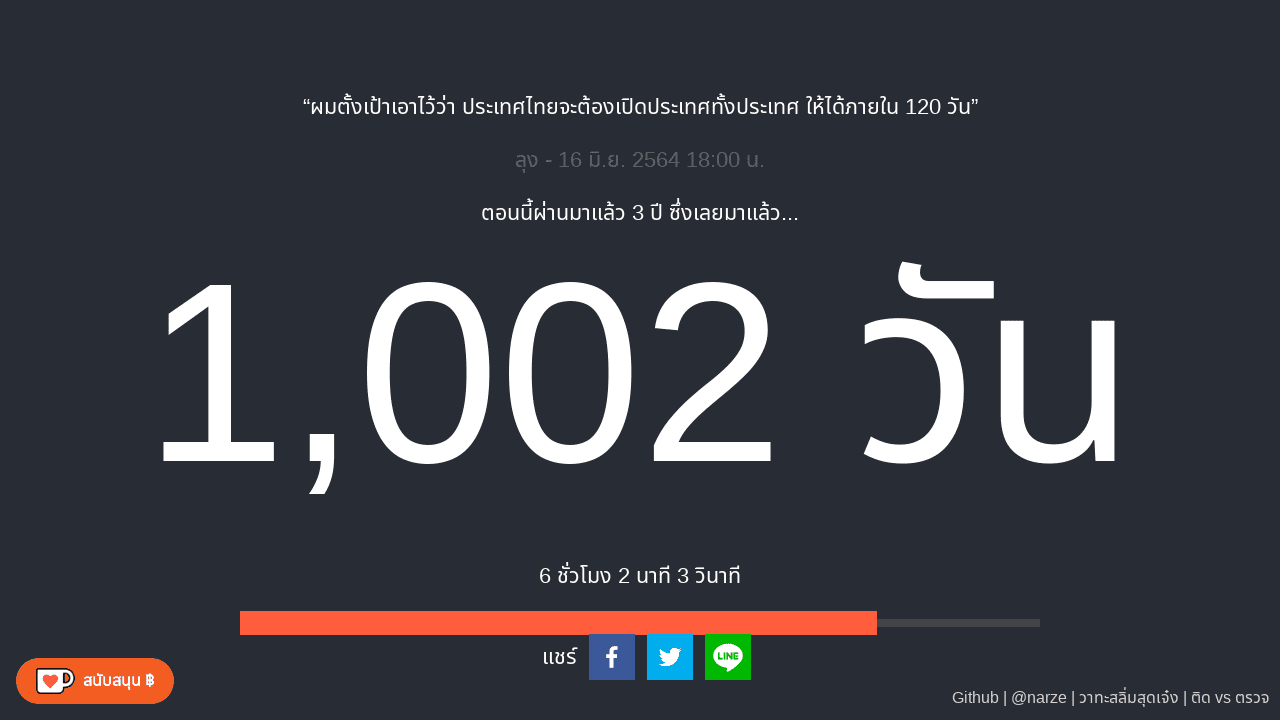 “ผมตั้งเป้าเอาไว้ว่า ประเทศไทยจะต้องเปิดประเทศทั้งประเทศ ให้ได้ภายใน 120 วัน”
ลุง - 16 มิ.ย. 2564 18:00 น.
ตอนนี้ผ่านมาแล้ว 3 ปี ซึ่งเลยมาแล้ว...
1,002 วัน
6 ชั่วโมง 2 นาที 3 วินาที
แชร์
LINE
สนับสนุน ฿
Github | @narze | วาทะสลิ่มสุดเจ๋ง | ติด vs ตรวจ